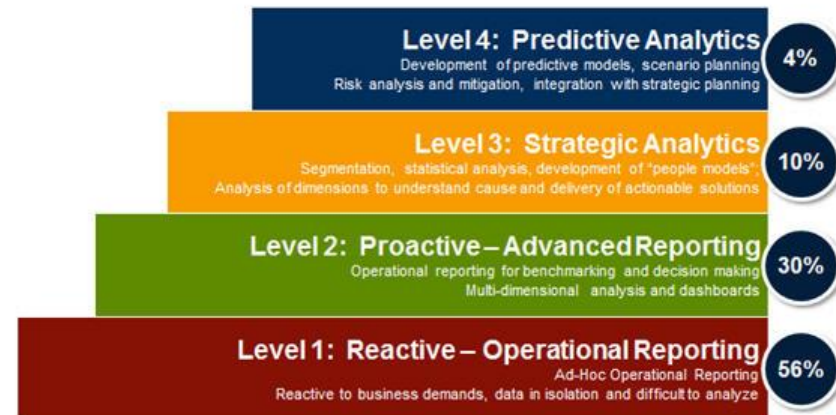 Level 4: Predictive Analytics
Development of predictive models, scenario planning
Risk analysis and mitigation, integration with strategic planning
4%
Level 3: Strategic Analytics
Segmentation, statistical analysis, development of "people models";
Analysis of dimensions to understand cause and delivery of actionable solutions
10%
Level 2: Proactive – Advanced Reporting
Operational reporting for benchmarking and decision making
Multi-dimensional analysis and dashboards
30%
Level 1: Reactive – Operational Reporting
Ad-Hoc Operational Reporting
Reactive to business demands, data in isolation and difficult to analyze
56%